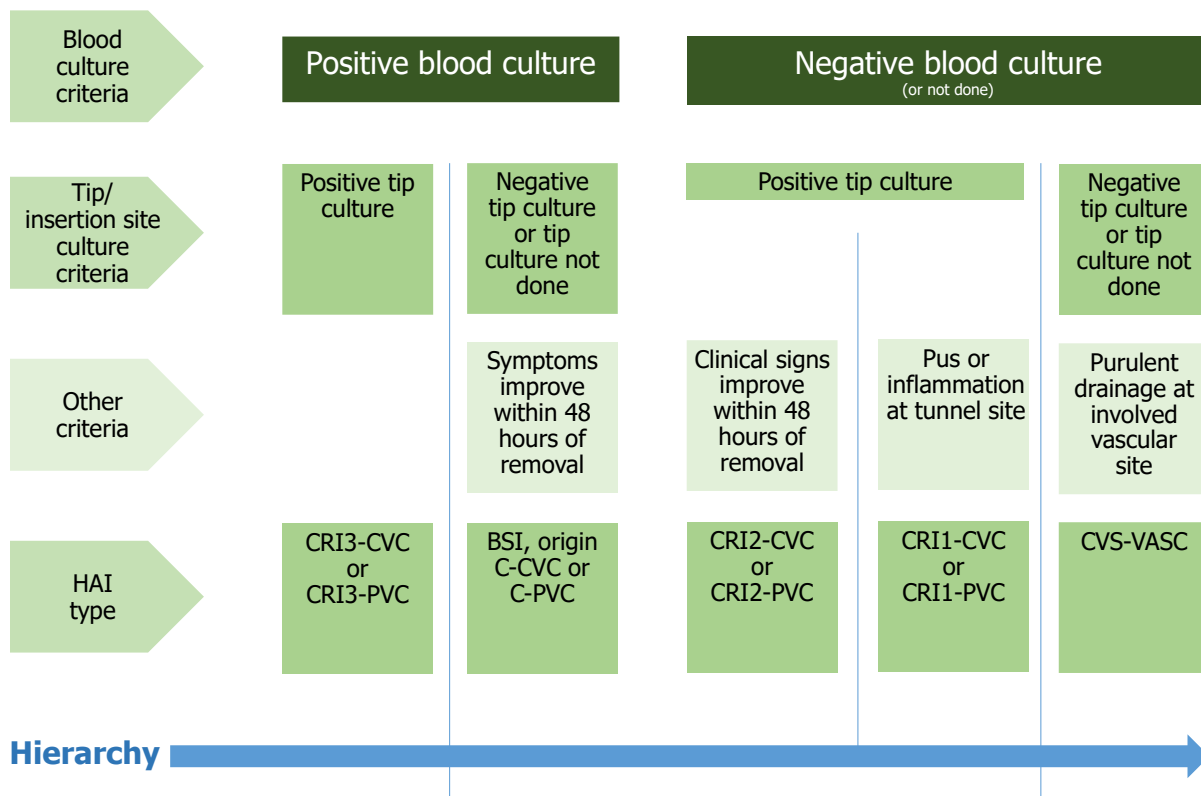 Blood
culture
criteria
Positive blood culture
Negative blood culture
(or not done)
Tip/
insertion site
culture
criteria
Positive tip
culture
Negative
tip culture
or tip
culture not
done
Positive tip culture
Negative
tip culture
or tip
culture not
done
Other
criteria
Symptoms
improve
within 48
hours of
removal
Clinical signs
improve
within 48
hours of
removal
Pus or
inflammation
at tunnel site
Purulent
drainage at
involved
vascular
site
HAI
type
CRI3-CVC
or
CRI3-PVC
BSI, origin
C-CVC or
C-PVC
CRI2-CVC
or
CRI2-PVC
CRI1-CVC
or
CRI1-PVC
CVS-VASC
Hierarchy